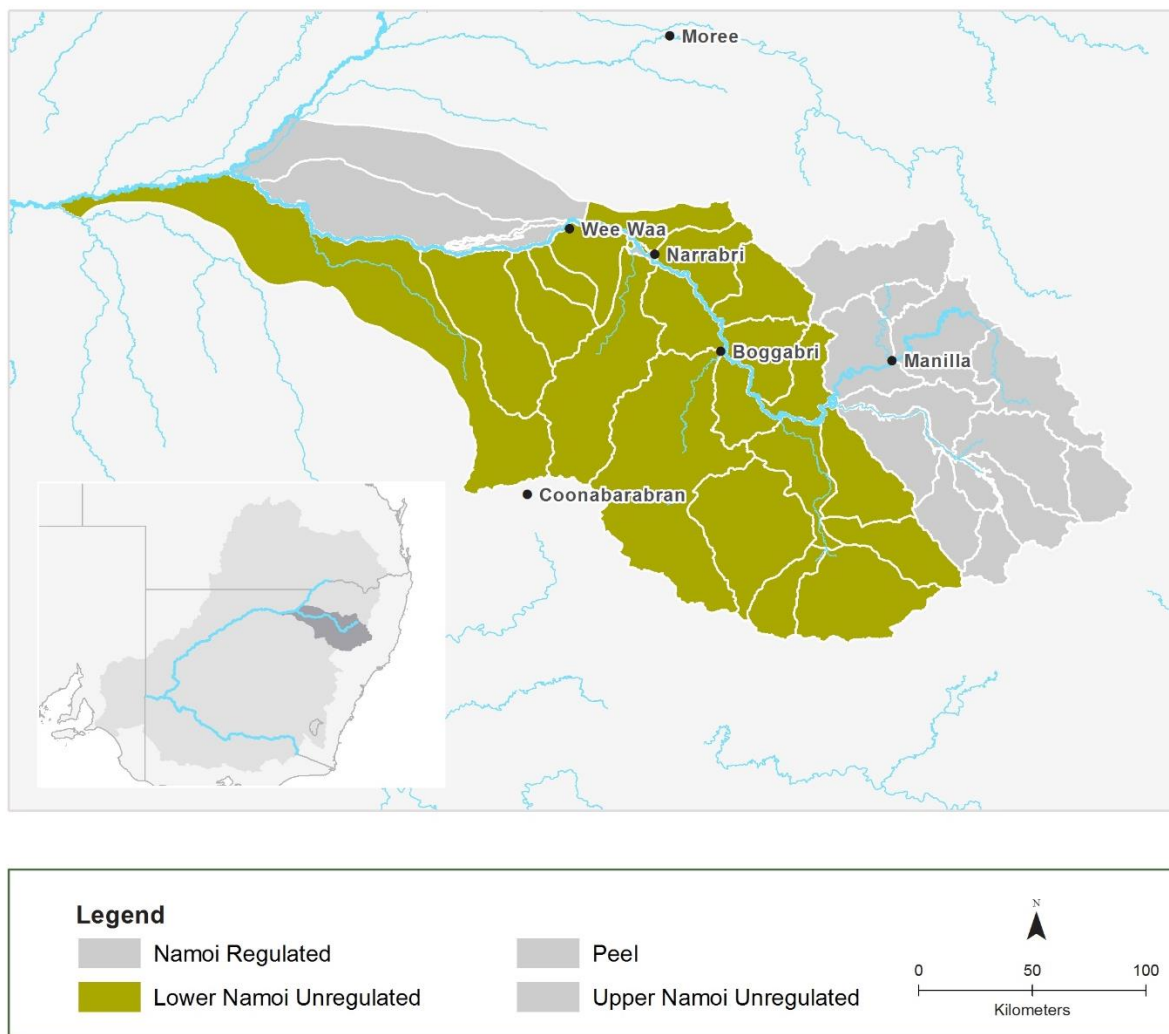 Moree
Wee Waa
Narrabri
Boggabri
Manilla
Coonabarabran
Legend
Namoi Regulated
Peel
Lower Namoi Unregulated
Upper Namoi Unregulated
N
0 50 100
Kilometers